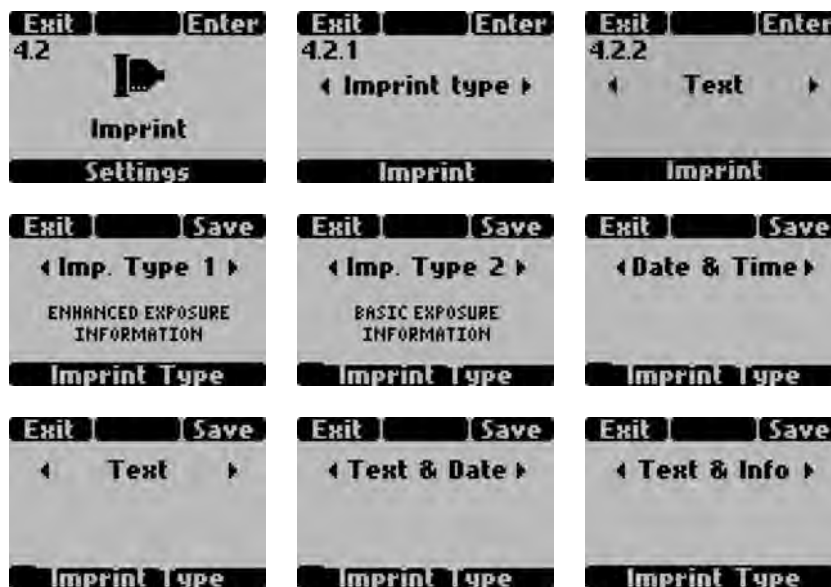 Exit Enter
4.2
Imprint
Settings
Exit Enter
4.2.1
Imprint type
Imprint
Exit Enter
4.2.2
Text
Imprint
Exit Save
Imp. Type 1
ENHANCED EXPOSURE
INFORMATION
Imprint Type
Exit Save
Imp. Type 2
BASIC EXPOSURE
INFORMATION
Imprint Type
Exit Save
Date & Time
Imprint Type
Exit Save
Text
Imprint Type
Exit Save
Text & Date
Imprint Type
Exit Save
Text & Info
Imprint Type